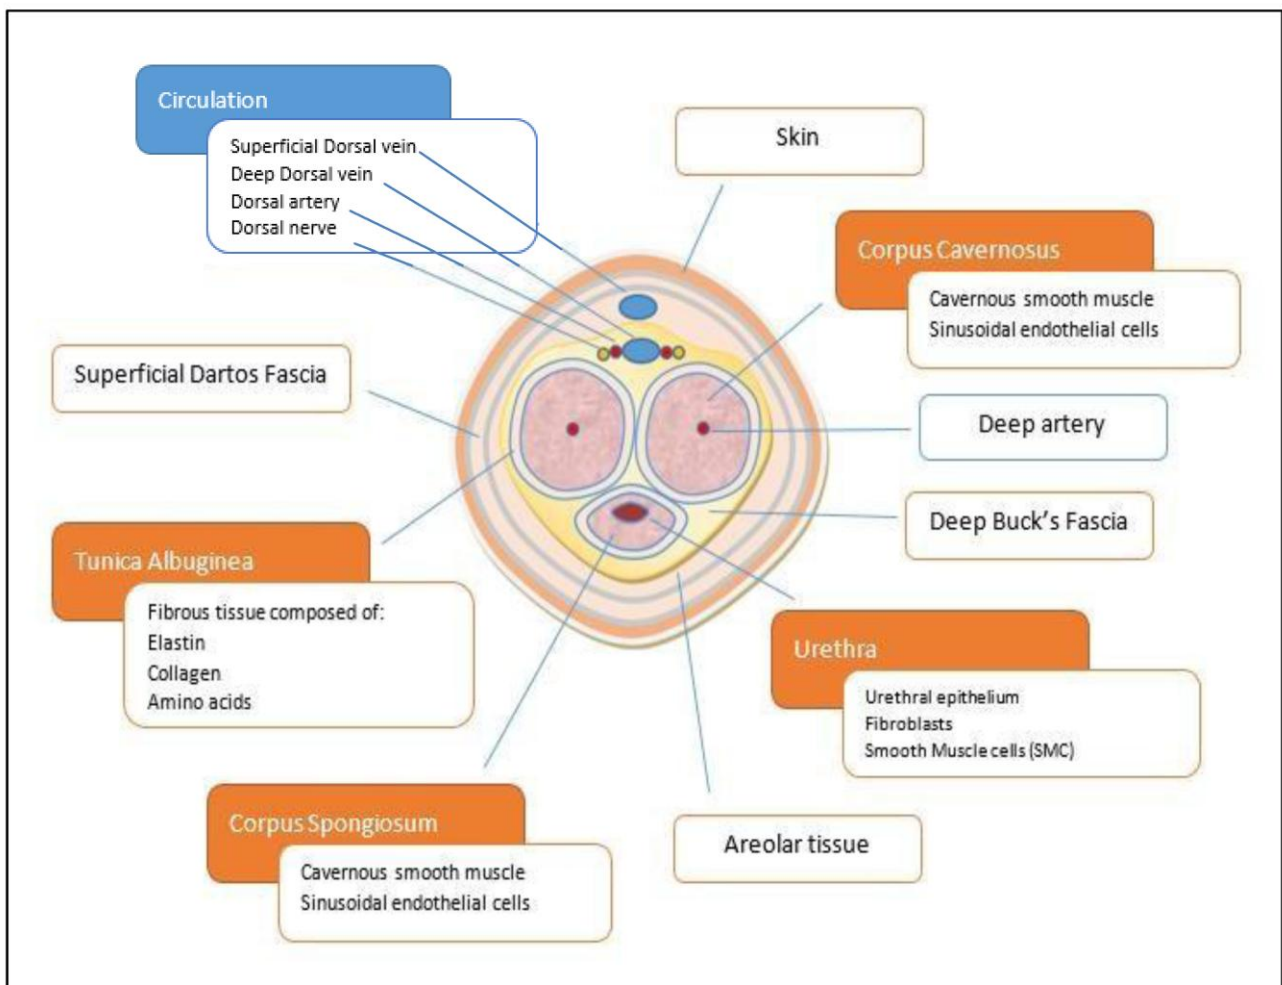 Circulation
Superficial Dorsal vein
Deep Dorsal vein
Dorsal artery
Dorsal nerve
Skin
Corpus Cavernosus
Cavernous smooth muscle
Sinusoidal endothelial cells
Superficial Dartos Fascia
Deep artery
Deep Buck's Fascia
Tunica Albuginea
Fibrous tissue composed of:
Elastin
Collagen
Amino acids
Urethra
Urethral epithelium
Fibroblasts
Smooth Muscle cells (SMC)
Corpus Spongiosum
Cavernous smooth muscle
Sinusoidal endothelial cells
Areolar tissue